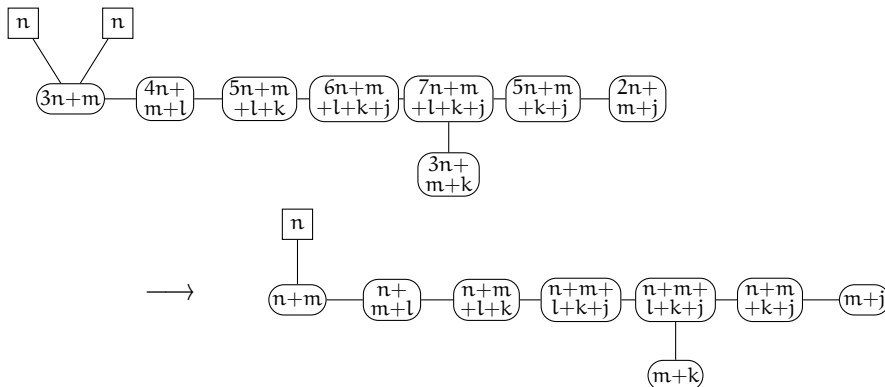 n
n
3n+m
4n+
m+l
5n+m
+l+k
6n+m
+l+k+j
7n+m
+l+k+j
5n+m
+k+j
2n+
m+j
3n+
m+k
n
⟶
n+m
n+
m+l
n+m
+l+k
n+m+
l+k+j
n+m+
l+k+j
n+m
+k+j
m+j
m+k